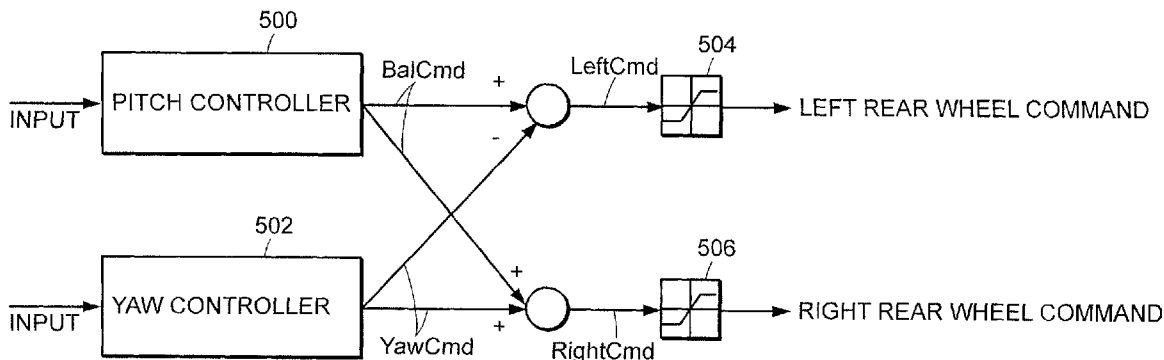 500
INPUT
PITCH CONTROLLER
BalCmd
+
-
LeftCmd
504
LEFT REAR WHEEL COMMAND
502
INPUT
YAW CONTROLLER
YawCmd
+
+
RightCmd
506
RIGHT REAR WHEEL COMMAND